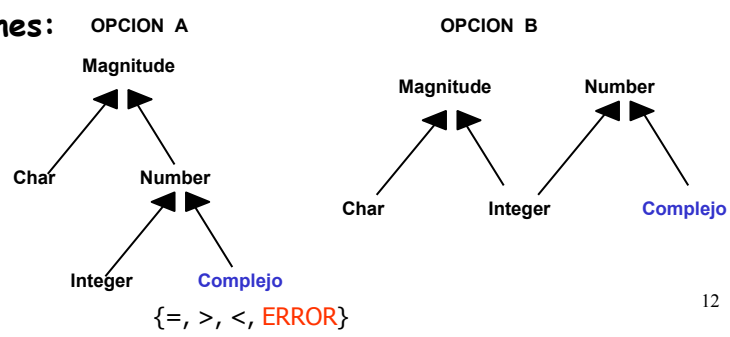 nes: OPCION A OPCION B
Magnitude
Magnitude Number
Char Number
Char Integer Complejo
Integer Complejo
{=, >, <, ERROR}
12